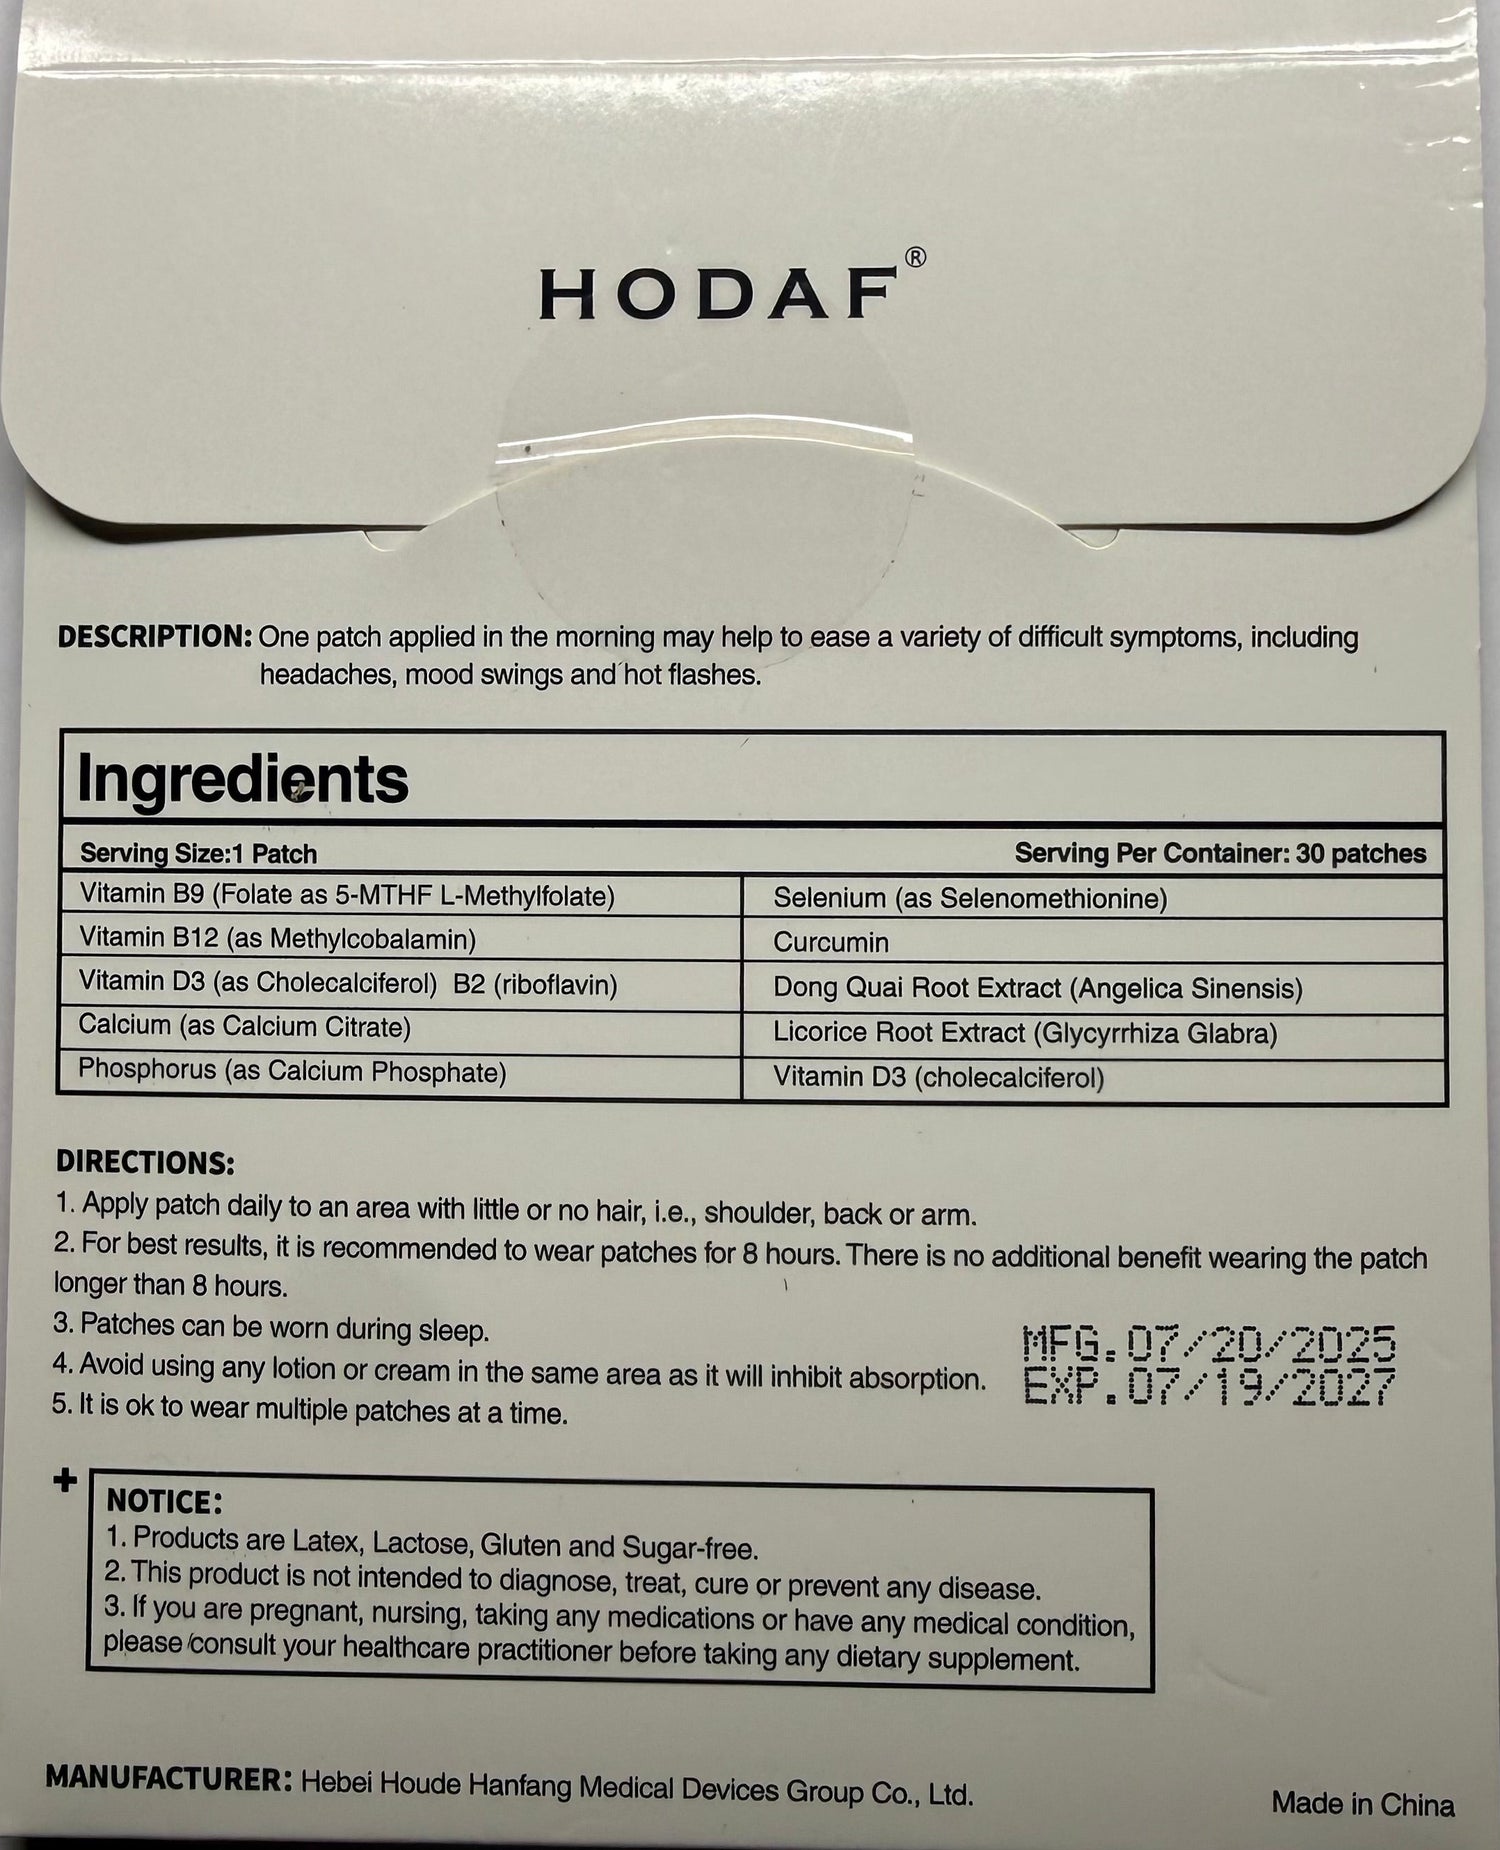 HODAF®
DESCRIPTION: One patch applied in the morning may help to ease a variety of difficult symptoms, including
headaches, mood swings and hot flashes.
Ingredients
Serving Size:1 Patch
Serving Per Container: 30 patches
Vitamin B9 (Folate as 5-MTHF L-Methylfolate)
Selenium (as Selenomethionine)
Vitamin B12 (as Methylcobalamin)
Curcumin
Vitamin D3 (as Cholecalciferol)  B2 (riboflavin)
Dong Quai Root Extract (Angelica Sinensis)
Calcium (as Calcium Citrate)
Licorice Root Extract (Glycyrrhiza Glabra)
Phosphorus (as Calcium Phosphate)
Vitamin D3 (cholecalciferol)
DIRECTIONS:
1. Apply patch daily to an area with little or no hair, i.e., shoulder, back or arm.
2. For best results, it is recommended to wear patches for 8 hours. There is no additional benefit wearing the patch
longer than 8 hours.
3. Patches can be worn during sleep.
4. Avoid using any lotion or cream in the same area as it will inhibit absorption.
5. It is ok to wear multiple patches at a time.
MFG.07/20/2025
EXP.07/19/2027
+
NOTICE:
1. Products are Latex, Lactose, Gluten and Sugar-free.
2. This product is not intended to diagnose, treat, cure or prevent any disease.
3. If you are pregnant, nursing, taking any medications or have any medical condition,
please consult your healthcare practitioner before taking any dietary supplement.
MANUFACTURER: Hebei Houde Hanfang Medical Devices Group Co., Ltd.
Made in China